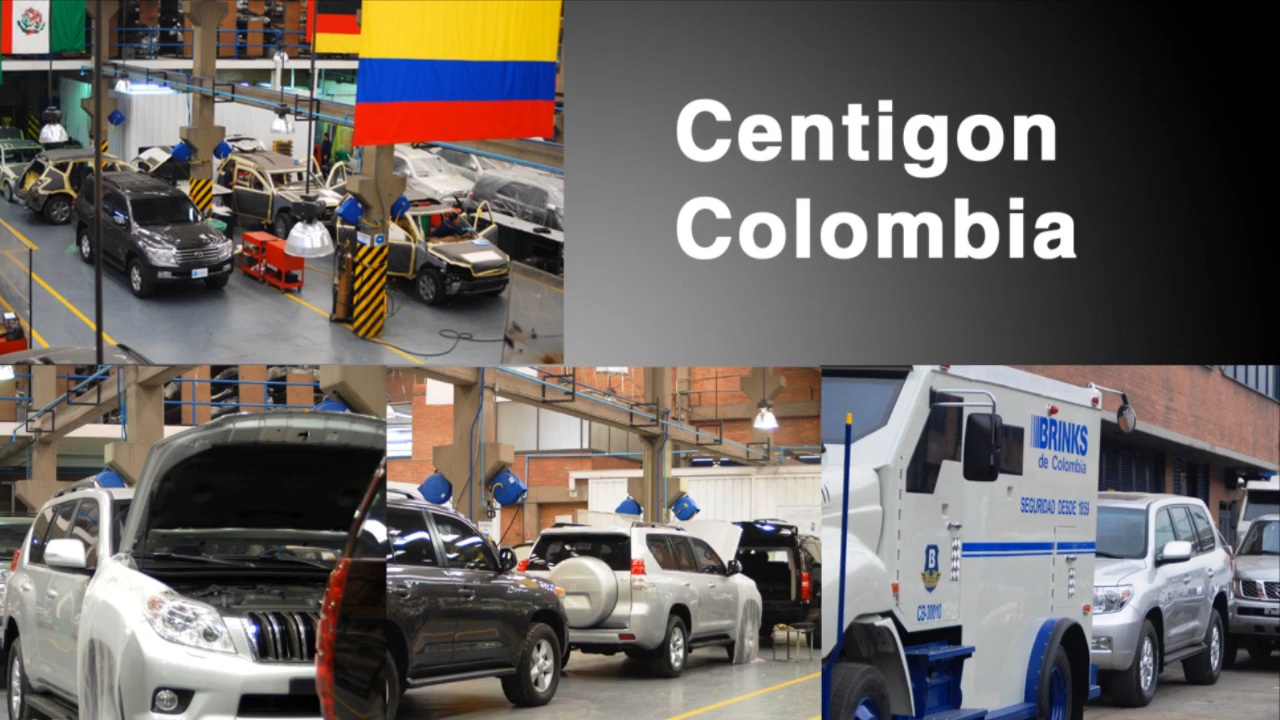 Centigon
Colombia
BRINKS
de Colombia
SEGURIDAD DESDE 1859
B
CG-30010